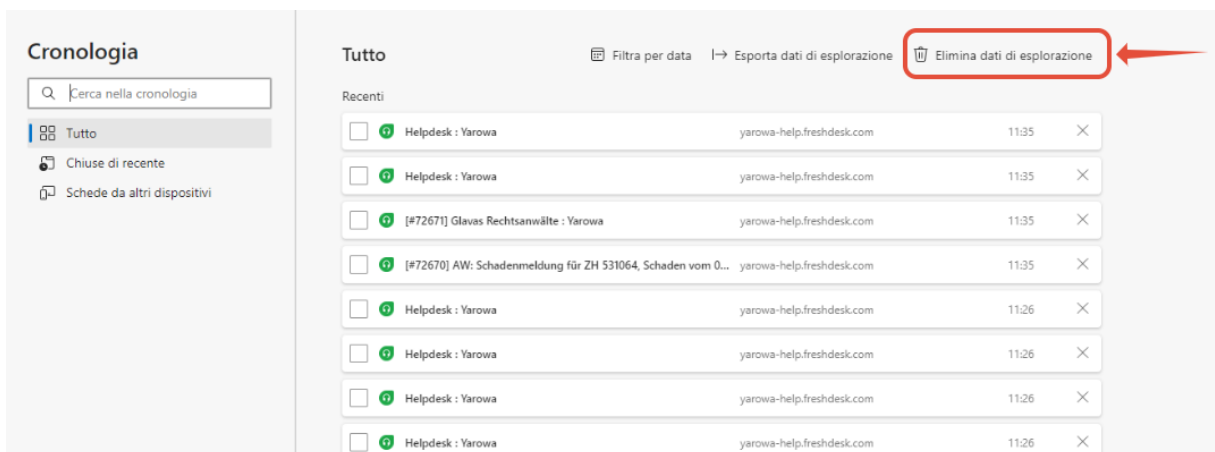 Cronologia
Cerca nella cronologia
Tutto
Chiuse di recente
Schede da altri dispositivi
Tutto
Filtra per data
Esporta dati di esplorazione
Elimina dati di esplorazione
Recenti
Helpdesk : Yarowa yarowa-help.freshdesk.com 11:35
Helpdesk : Yarowa yarowa-help.freshdesk.com 11:35
[#72671] Glavas Rechtsanwälte : Yarowa yarowa-help.freshdesk.com 11:35
[#72670] AW: Schadenmeldung für ZH 531064, Schaden vom 0... yarowa-help.freshdesk.com 11:35
Helpdesk : Yarowa yarowa-help.freshdesk.com 11:26
Helpdesk : Yarowa yarowa-help.freshdesk.com 11:26
Helpdesk : Yarowa yarowa-help.freshdesk.com 11:26
Helpdesk : Yarowa yarowa-help.freshdesk.com 11:26